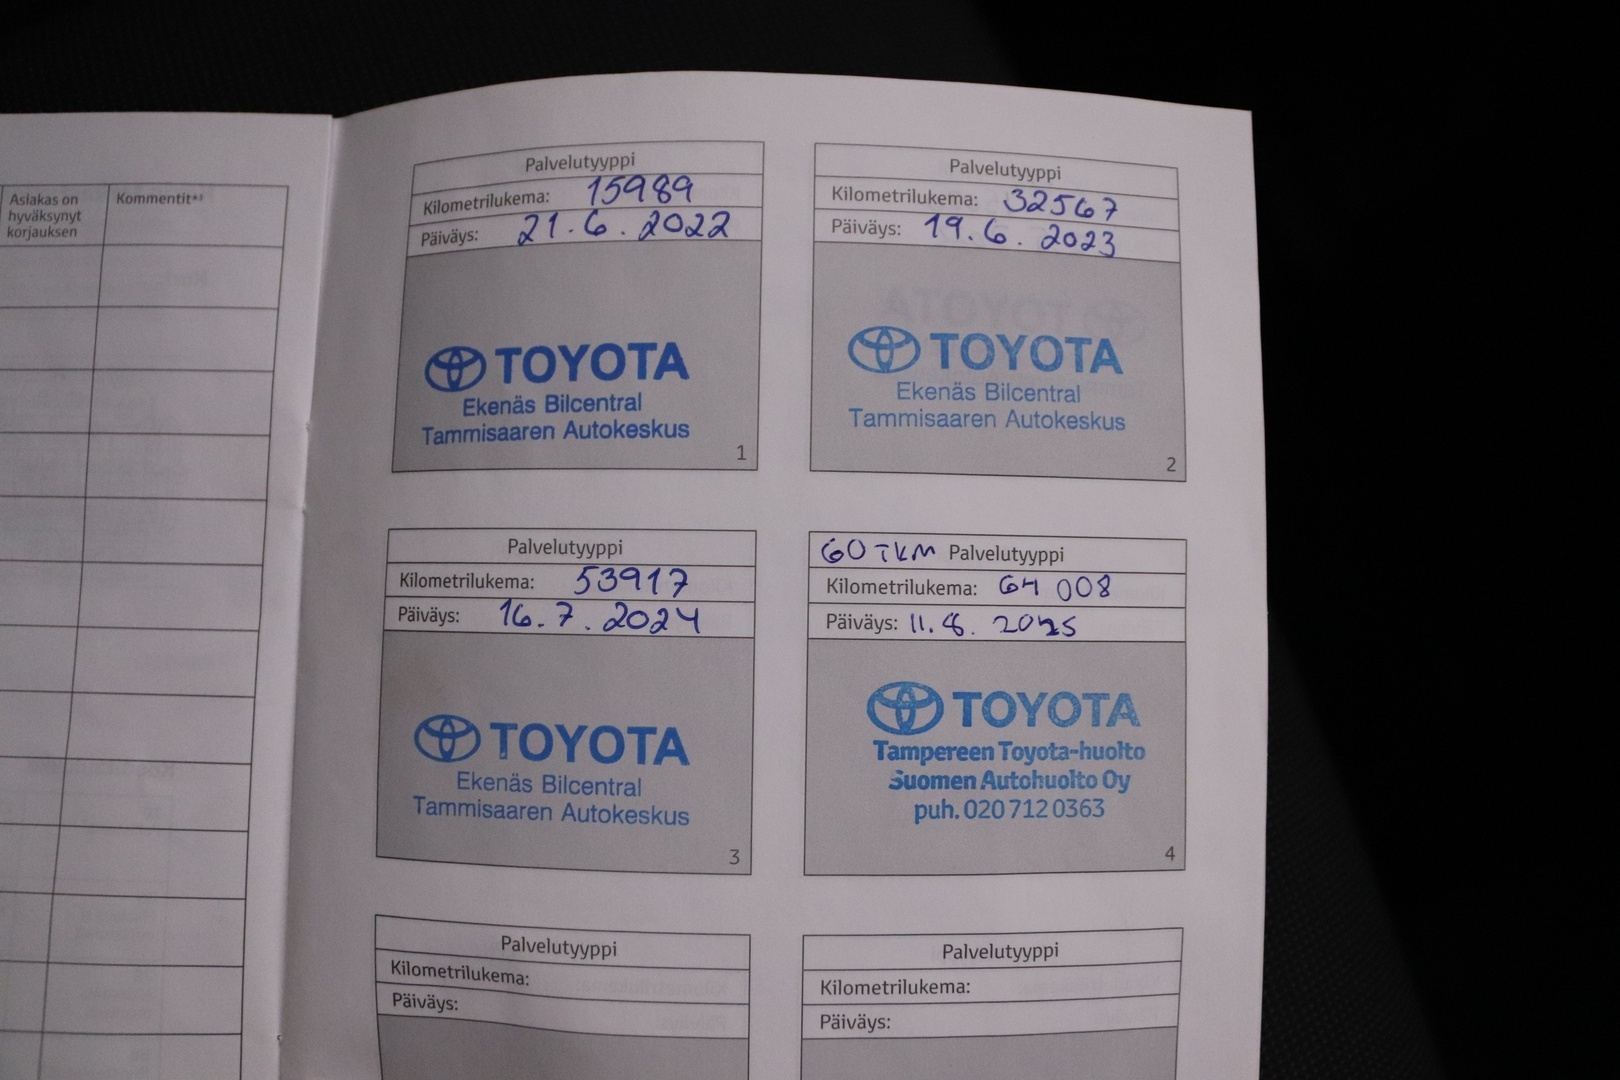 Asiakas on
hyväksynyt
korjauksen
Kommentit*²
Palvelutyyppi
Kilometrilukema: 15989
Päiväys: 21.6.2022
TOYOTA
Ekenäs Bilcentral
Tammisaaren Autokeskus
1
Palvelutyyppi
Kilometrilukema: 32567
Päiväys: 19.6.2023
TOYOTA
Ekenäs Bilcentral
Tammisaaren Autokeskus
2
Palvelutyyppi
Kilometrilukema: 53917
Päiväys: 16.7.2024
TOYOTA
Ekenäs Bilcentral
Tammisaaren Autokeskus
3
60 TKM Palvelutyyppi
Kilometrilukema: 64 008
Päiväys: 11.8. 2025
TOYOTA
Tampereen Toyota-huolto
Suomen Autohuolto Oy
puh. 020 712 0363
4
Palvelutyyppi
Kilometrilukema:
Päiväys:
Palvelutyyppi
Kilometrilukema:
Päiväys: